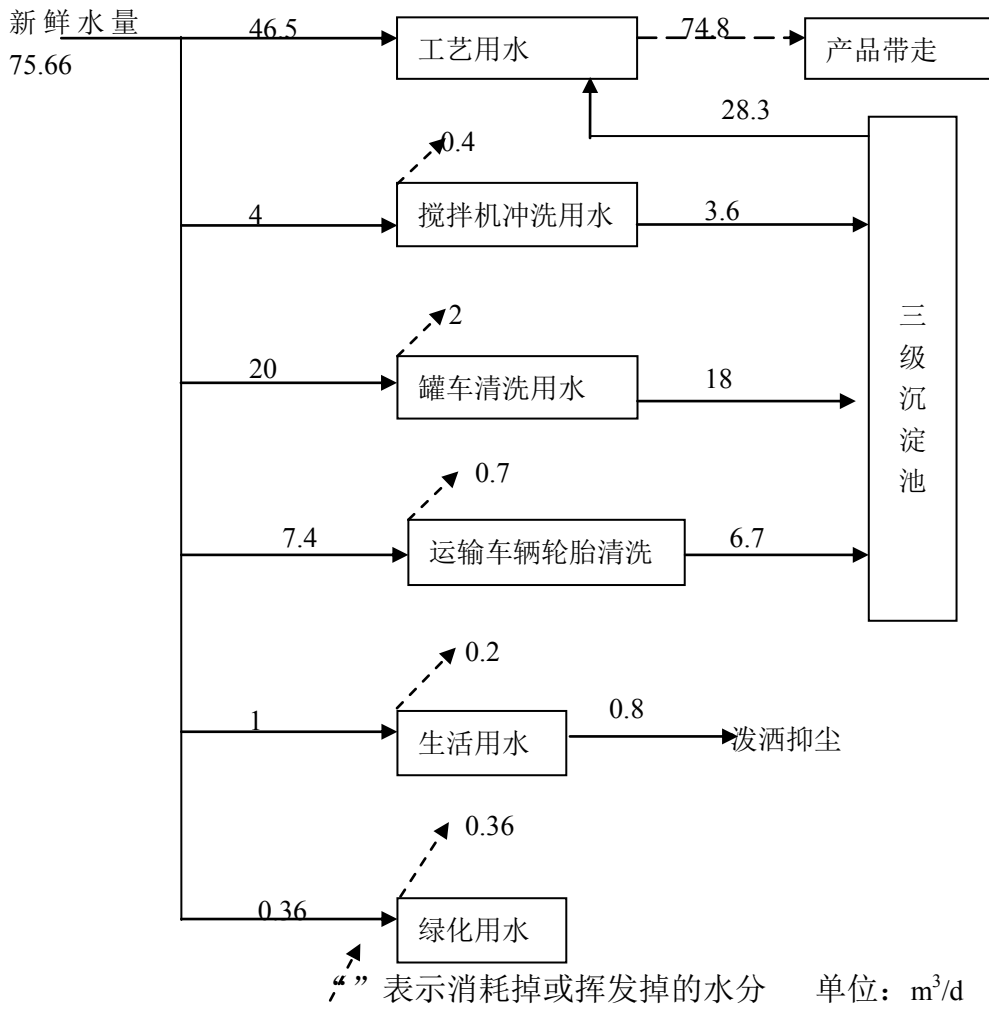 新鲜水量
75.66
46.5
工艺用水
74.8
产品带走
28.3
0.4
4
搅拌机冲洗用水
3.6
2
20
罐车清洗用水
18
三级沉淀池
0.7
7.4
运输车辆轮胎清洗
6.7
0.2
1
生活用水
0.8
泼洒抑尘
0.36
0.36
绿化用水
“ ”表示消耗掉或挥发掉的水分 单位：m³/d